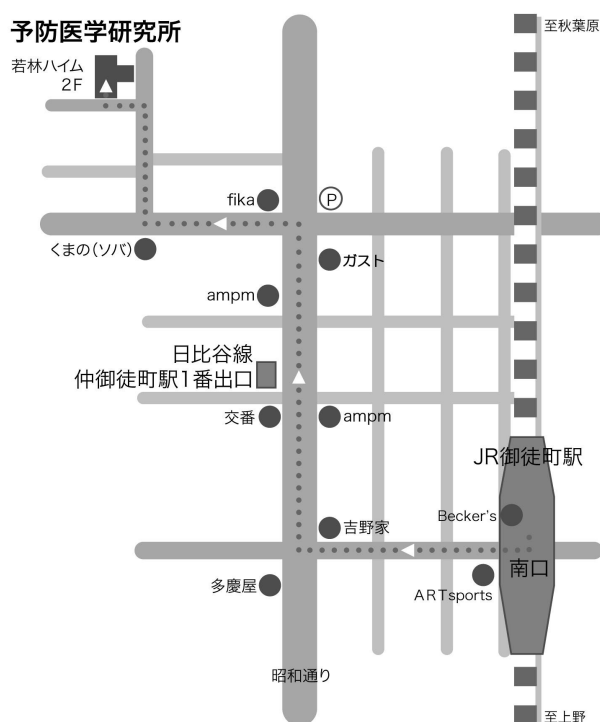 予防医学研究所
至秋葉原
若林ハイム
2F
fika
P
くまの(ソバ)
ガスト
ampm
日比谷線
仲御徒町駅1番出口
交番
ampm
JR御徒町駅
Becker's
吉野家
南口
多慶屋
ARTsports
昭和通り
至上野